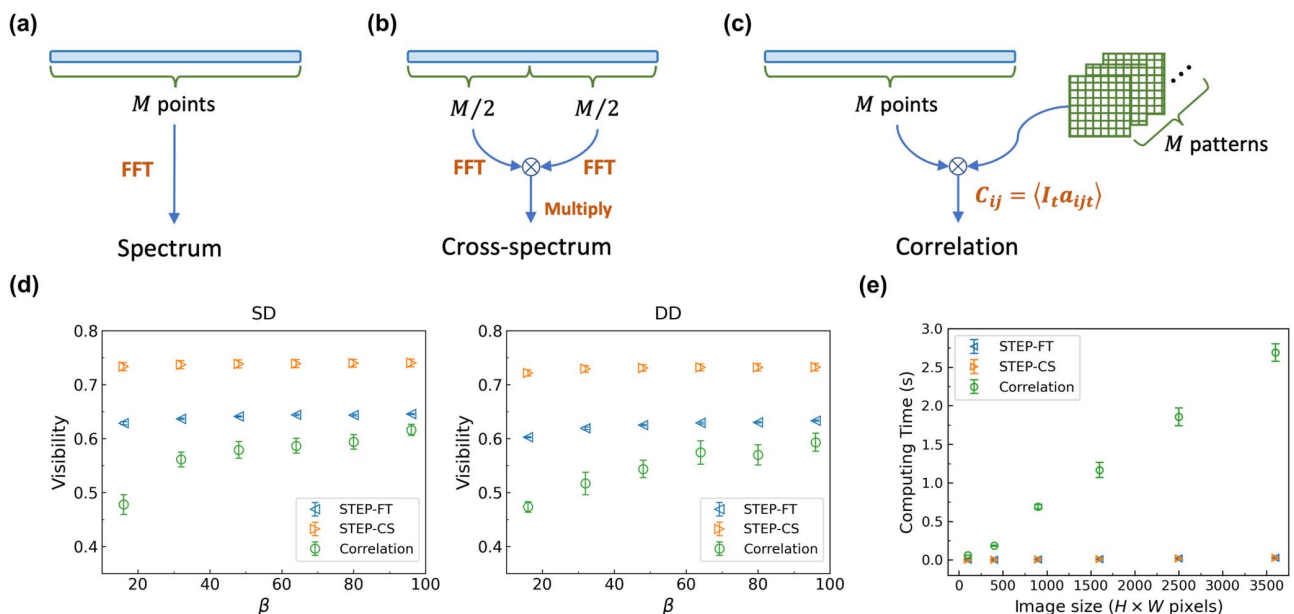 (a)
M points
FFT
Spectrum
(b)
M/2 M/2
FFT FFT
Multiply
Cross-spectrum
(c)
M points
M patterns
C_{ij} = ⟨I_t a_{ijt}⟩
Correlation
(d)
SD
Visibility
0.8
0.7
0.6
0.5
0.4
STEP-FT
STEP-CS
Correlation
20 40 60 80 100
β
DD
Visibility
0.8
0.7
0.6
0.5
0.4
STEP-FT
STEP-CS
Correlation
20 40 60 80 100
β
(e)
Computing Time (s)
3.0
2.5
2.0
1.5
1.0
0.5
0.0
STEP-FT
STEP-CS
Correlation
0 500 1000 1500 2000 2500 3000 3500
Image size (H × W pixels)